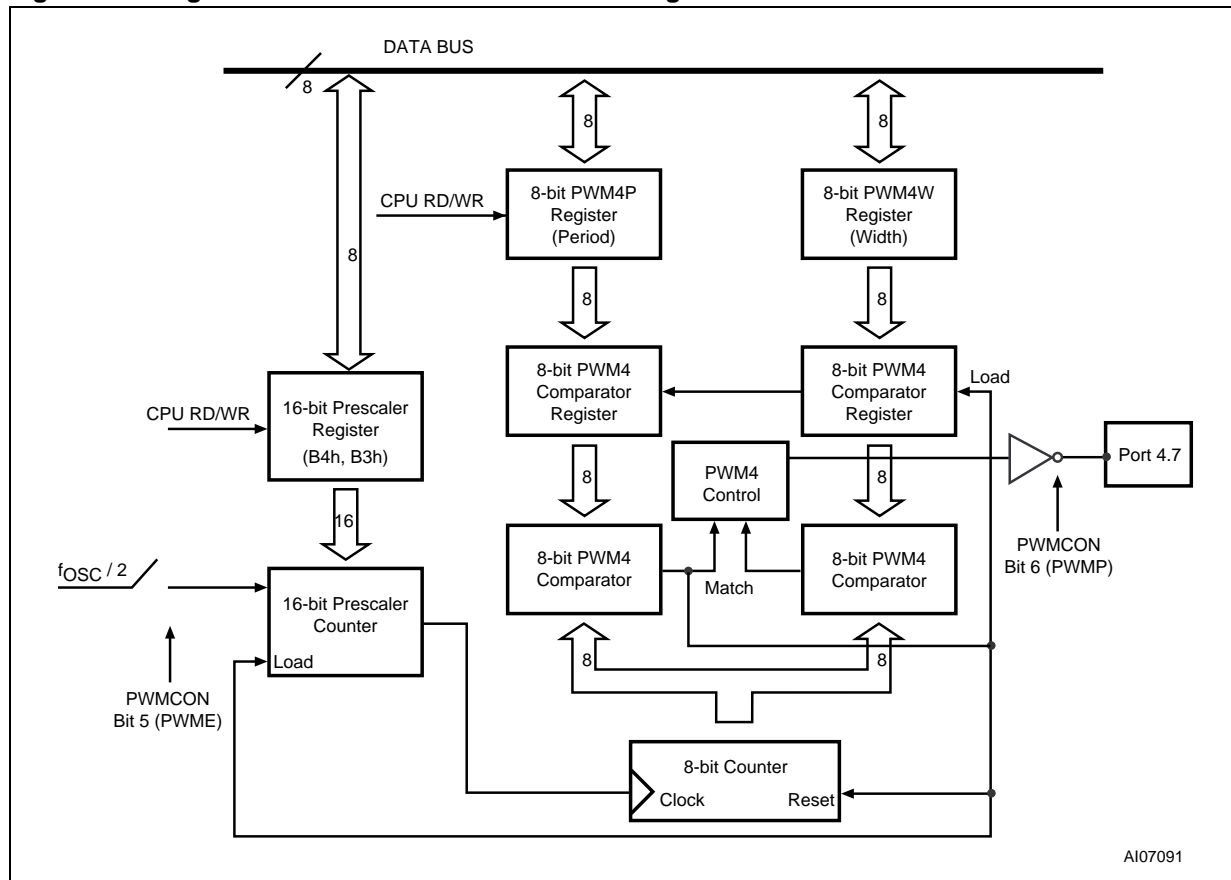 DATA BUS
8
8
8
CPU RD/WR
8-bit PWM4P
Register
(Period)
8-bit PWM4W
Register
(Width)
8
8
8
CPU RD/WR
16-bit Prescaler
Register
(B4h, B3h)
8-bit PWM4
Comparator
Register
8-bit PWM4
Comparator
Register
Load
8
PWM4
Control
8
Port 4.7
16
fOSC / 2
16-bit Prescaler
Counter
Load
8-bit PWM4
Comparator
Match
8-bit PWM4
Comparator
PWMCON
Bit 6 (PWMP)
PWMCON
Bit 5 (PWME)
8
8
8-bit Counter
Clock
Reset
AI07091